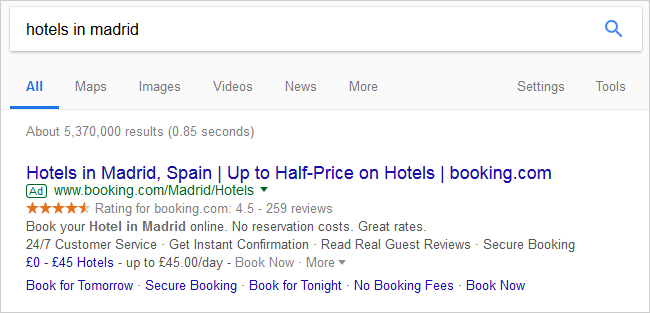 hotels in madrid
All Maps Images Videos News More Settings Tools
About 5,370,000 results (0.85 seconds)
Hotels in Madrid, Spain | Up to Half-Price on Hotels | booking.com
Ad www.booking.com/Madrid/Hotels
Rating for booking.com: 4.5 - 259 reviews
Book your Hotel in Madrid online. No reservation costs. Great rates.
24/7 Customer Service · Get Instant Confirmation · Read Real Guest Reviews · Secure Booking
£0 - £45 Hotels - up to £45.00/day - Book Now · More
Book for Tomorrow · Secure Booking · Book for Tonight · No Booking Fees · Book Now